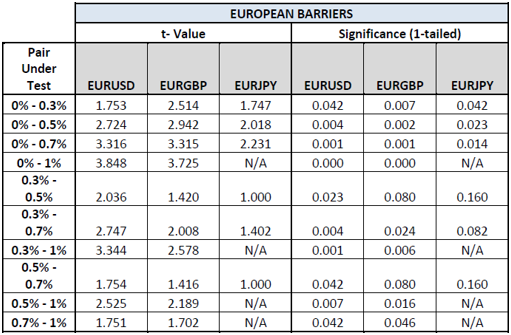 EUROPEAN BARRIERS
t- Value Significance (1-tailed)
Pair
Under
Test EURUSD EURGBP EURJPY EURUSD EURGBP EURJPY
0% - 0.3% 1.753 2.514 1.747 0.042 0.007 0.042
0% - 0.5% 2.724 2.942 2.018 0.004 0.002 0.023
0% - 0.7% 3.316 3.315 2.231 0.001 0.001 0.014
0% - 1% 3.848 3.725 N/A 0.000 0.000 N/A
0.3% -
0.5% 2.036 1.420 1.000 0.023 0.080 0.160
0.3% -
0.7% 2.747 2.008 1.402 0.004 0.024 0.082
0.3% - 1% 3.344 2.578 N/A 0.001 0.006 N/A
0.5% -
0.7% 1.754 1.416 1.000 0.042 0.080 0.160
0.5% - 1% 2.525 2.189 N/A 0.007 0.016 N/A
0.7% - 1% 1.751 1.702 N/A 0.042 0.046 N/A